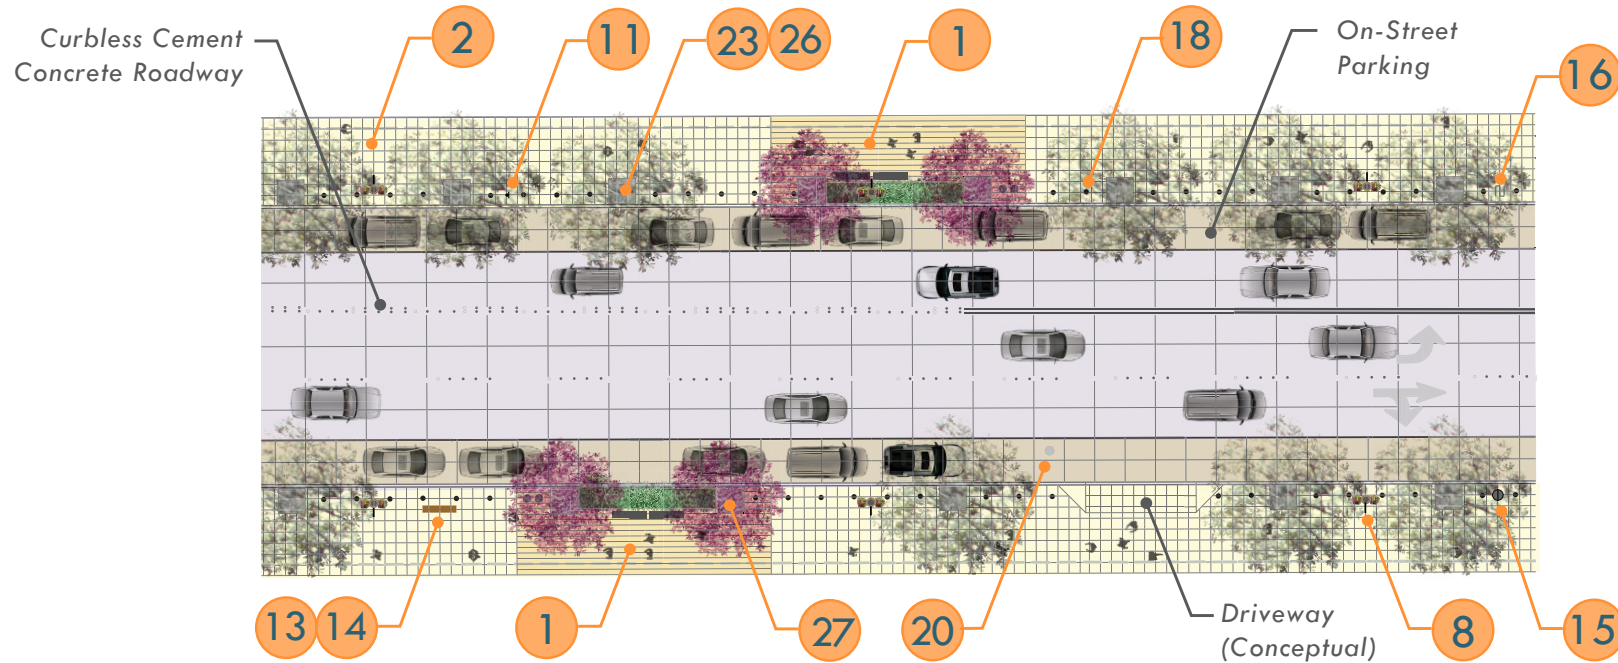 Curbless Cement
Concrete Roadway
2
11
23 26
1
18
On-Street
Parking
16
13 14
1
27
20
Driveway
(Conceptual)
8
15